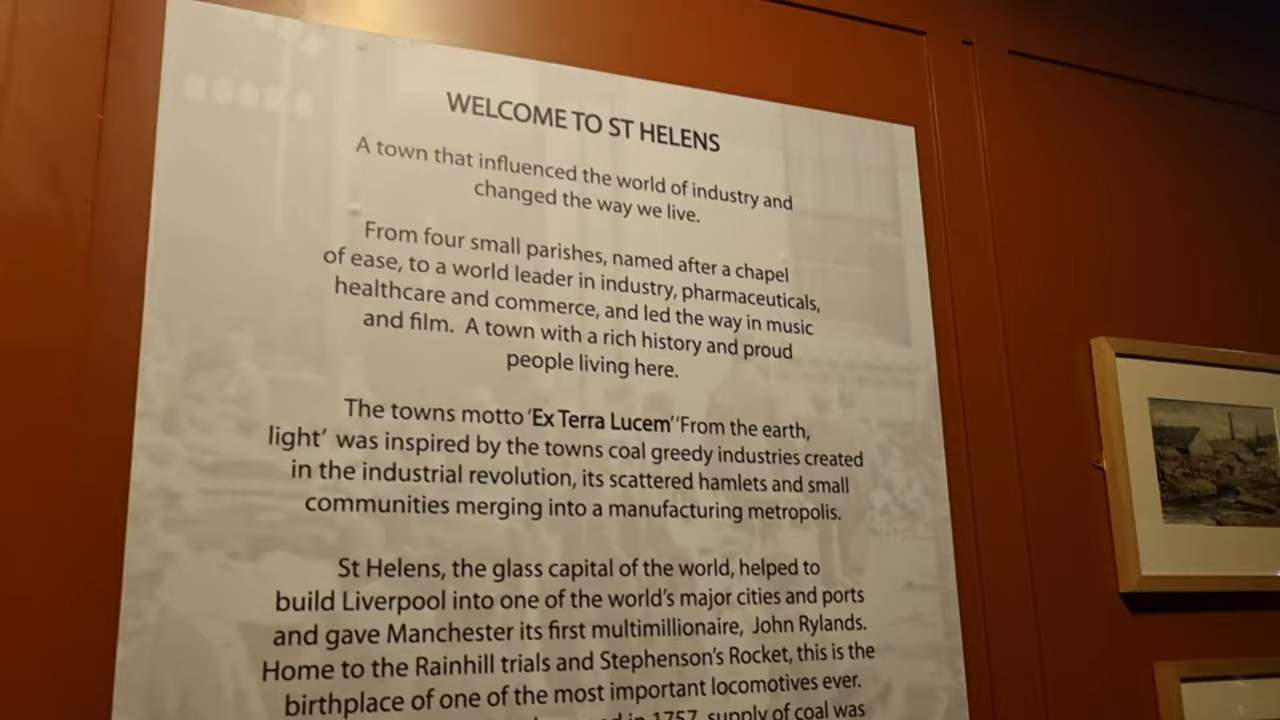 WELCOME TO ST HELENS
A town that influenced the world of industry and
changed the way we live.
From four small parishes, named after a chapel
of ease, to a world leader in industry, pharmaceuticals,
healthcare and commerce, and led the way in music
and film. A town with a rich history and proud
people living here.
The towns motto 'Ex Terra Lucem' 'From the earth,
light' was inspired by the towns coal greedy industries created
in the industrial revolution, its scattered hamlets and small
communities merging into a manufacturing metropolis.
St Helens, the glass capital of the world, helped to
build Liverpool into one of the world's major cities and ports
and gave Manchester its first multimillionaire, John Rylands.
Home to the Rainhill trials and Stephenson's Rocket, this is the
birthplace of one of the most important locomotives ever.
in 1757, supply of coal was